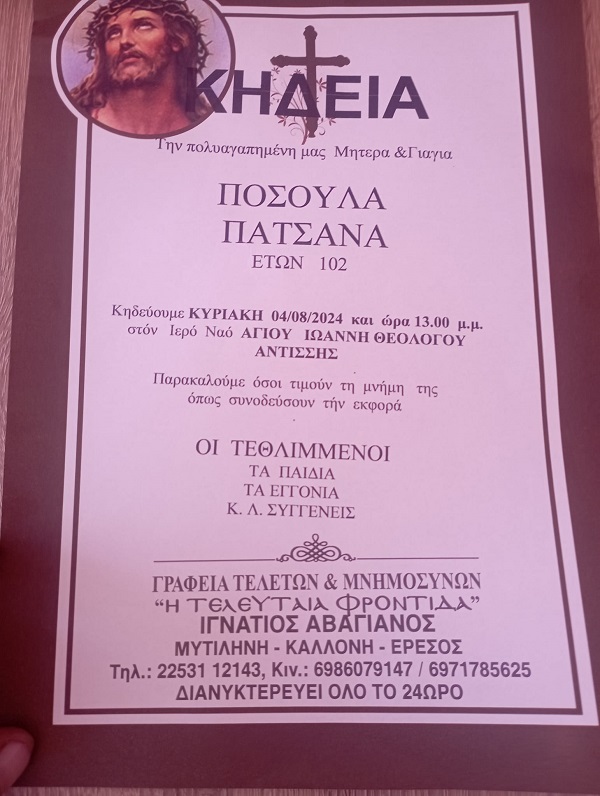 ΚΗΔΕΙΑ
Την πολυαγαπημένη μας Μητερα &Γιαγια
ΠΟΣΟΥΛΑ
ΠΑΤΣΑΝΑ
ΕΤΩΝ 102
Κηδεύουμε ΚΥΡΙΑΚΗ 04/08/2024 και ώρα 13.00 μ.μ.
στόν Ιερό Ναό ΑΓΙΟΥ ΙΩΑΝΝΗ ΘΕΟΛΟΓΟΥ
ΑΝΤΙΣΣΗΣ
Παρακαλούμε όσοι τιμούν τη μνήμη της
όπως συνοδεύσουν τήν εκφορά
ΟΙ ΤΕΘΛΙΜΜΕΝΟΙ
ΤΑ ΠΑΙΔΙΑ
ΤΑ ΕΓΓΟΝΙΑ
Κ. Λ. ΣΥΓΓΕΝΕΙΣ
ΓΡΑΦΕΙΑ ΤΕΛΕΤΩΝ & ΜΝΗΜΟΣΥΝΩΝ
“Η ΤΕΛΕΥΤΑΙΑ ΦΡΟΝΤΙΔΑ”
ΙΓΝΑΤΙΟΣ ΑΒΑΓΙΑΝΟΣ
ΜΥΤΙΛΗΝΗ - ΚΑΛΛΟΝΗ - ΕΡΕΣΟΣ
Τηλ.: 22531 12143, Κιν.: 6986079147 / 6971785625
ΔΙΑΝΥΚΤΕΡΕΥΕΙ ΟΛΟ ΤΟ 24ΩΡΟ